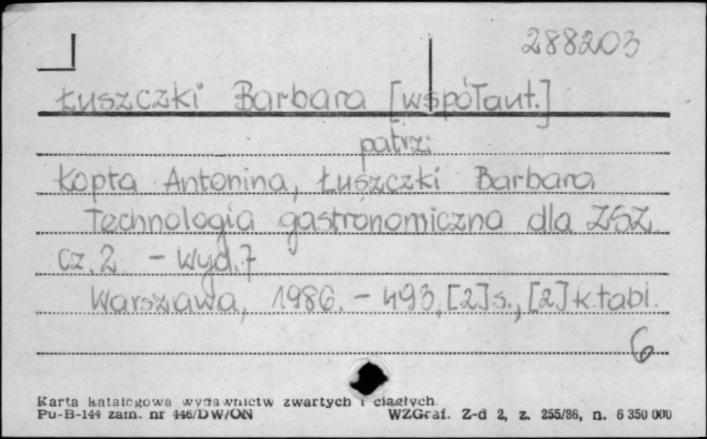 288203
Łuszczki Barbara [współaut.]
patrz:
Łopta Antonina, Łuszczki Barbara
Technologia gastronomiczna dla ZSZ.
Cz. 2 - Wyd. 7
Warszawa, 1986. - 493, [2] s., [2] k. tabl.
6
Karta katalogowa wydawnictw zwartych i ciągłych
Pu-B-144 zam. nr 446/DW/ON WZGraf. Z-d 2, z. 255/86, n. 6 350 000